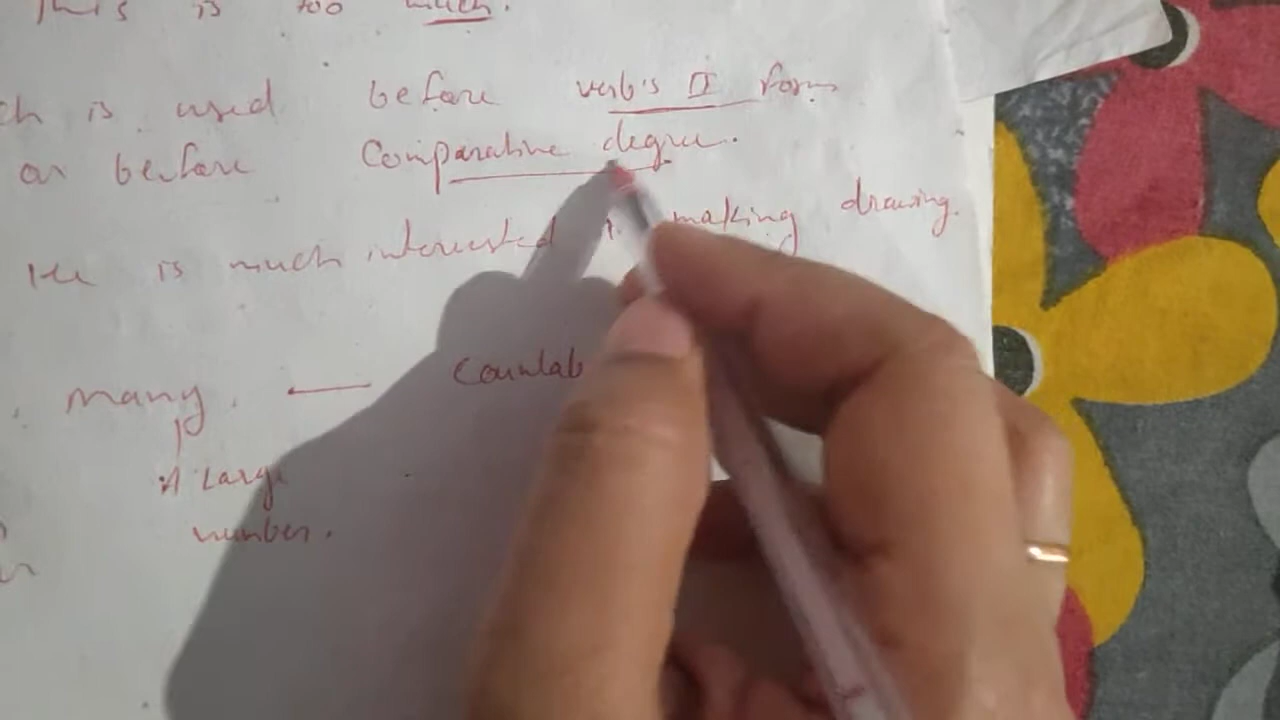 This is too much.
ch is used before verb's II form
or before Comparative degree.
He is much interested making drawing.
many. Countab
A Large
number.